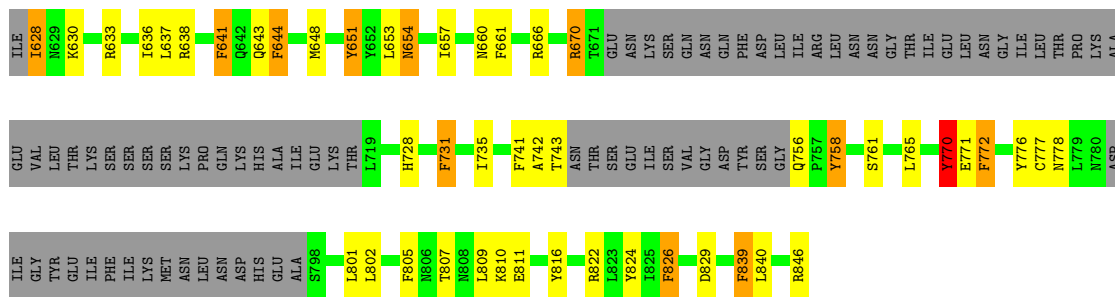 ILE I628 N629 K630 R633 I636 L637 R638 F641 Q642 Q643 F644 M648 Y651 Y652 L653 N654 I657 N660 F661 R666 R670 T671 GLU ASN LYS SER GLN ASN GLN PHE ASP LEU ILE ARG LEU ASN ASN GLY THR ILE GLU LEU ASN GLY ILE LEU THR PRO LYS ALA
GLU VAL LEU THR LYS SER SER SER SER LYS PRO GLN LYS HIS ALA ILE GLU LYS THR L719 H728 F731 I735 F741 A742 T743 ASN THR SER GLU ILE SER VAL GLY ASP TYR SER GLY Q756 P757 Y758 S761 L765 Y770 E771 F772 Y776 C777 N778 L779 N780 ASP
ILE GLY TYR GLU ILE PHE ILE LYS MET ASN LEU ASN ASP HIS GLU ALA S798 L801 L802 F805 N806 T807 N808 L809 K810 E811 Y816 R822 L823 Y824 I825 F826 D829 F839 L840 R846